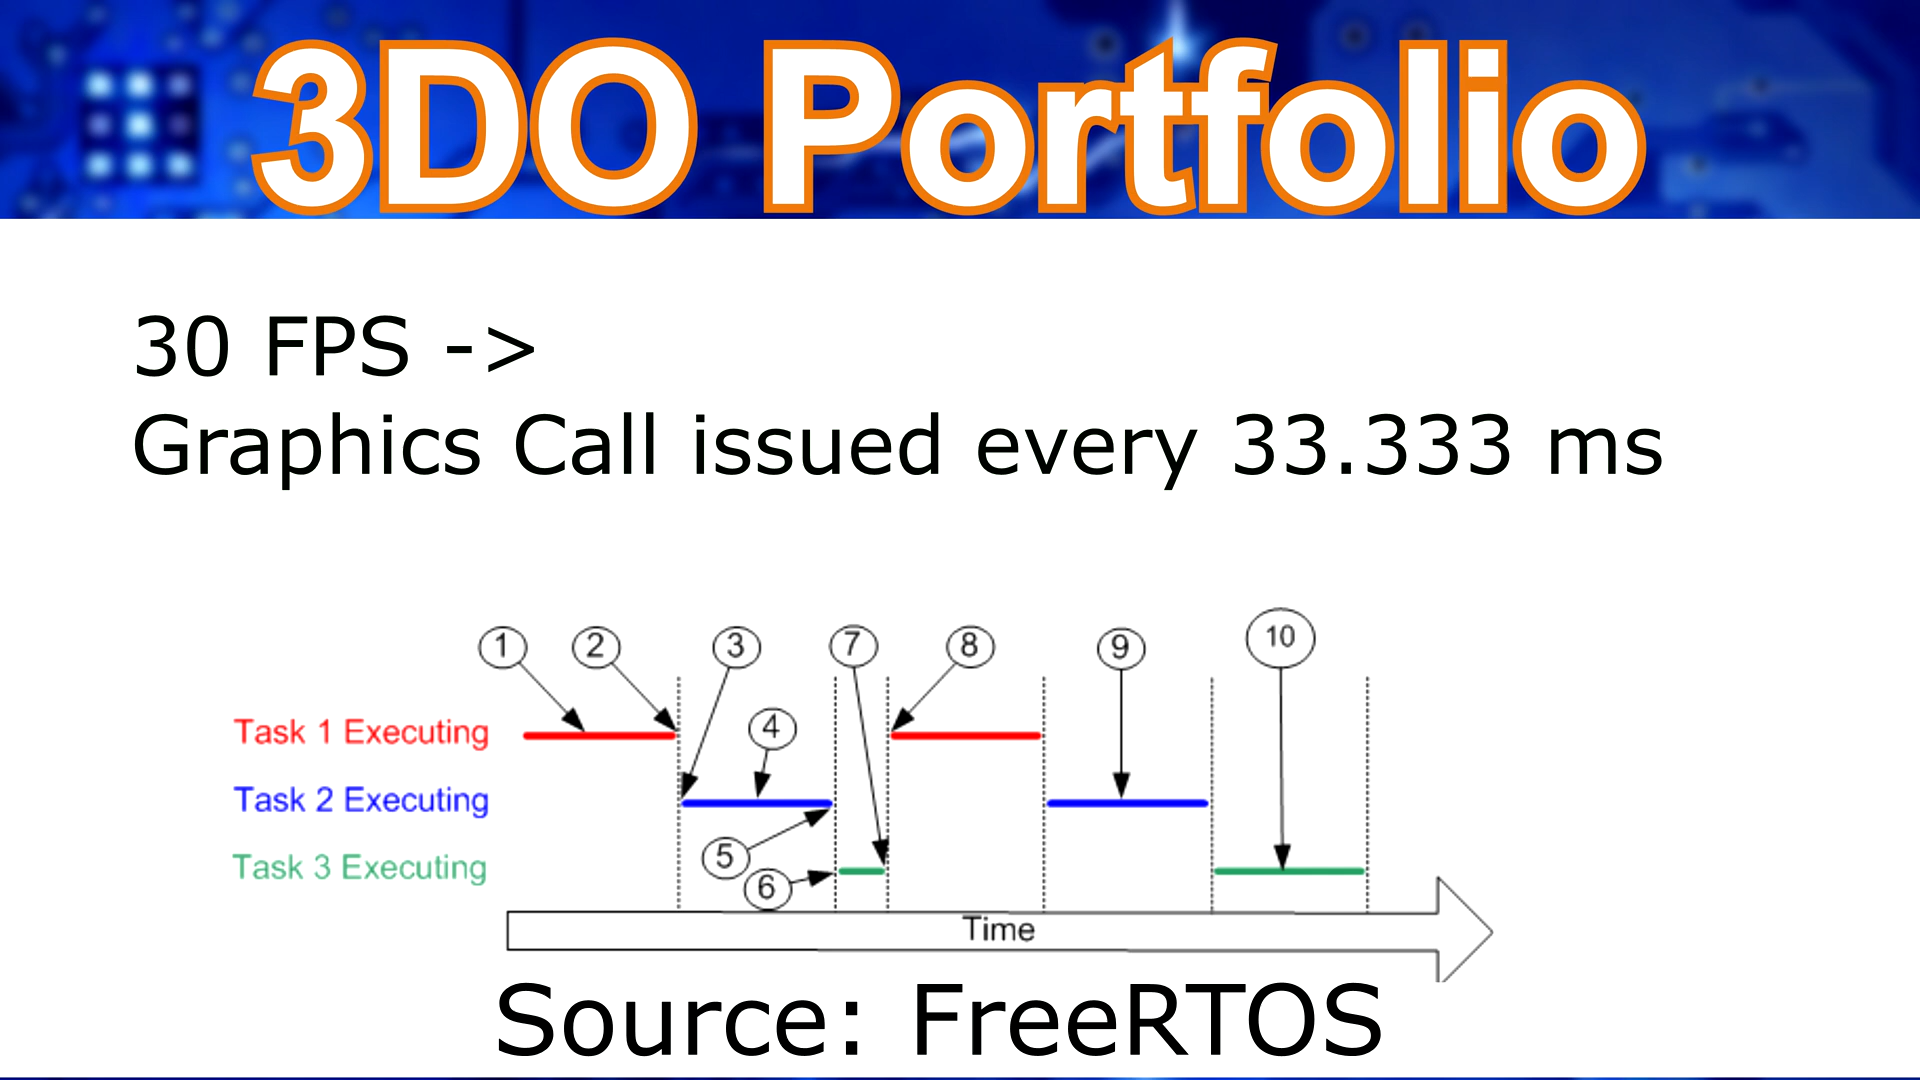 3DO Portfolio
30 FPS ->
Graphics Call issued every 33.333 ms
1 2 3 7 8 9 10
4
Task 1 Executing
Task 2 Executing
5
Task 3 Executing
6
Time
Source: FreeRTOS